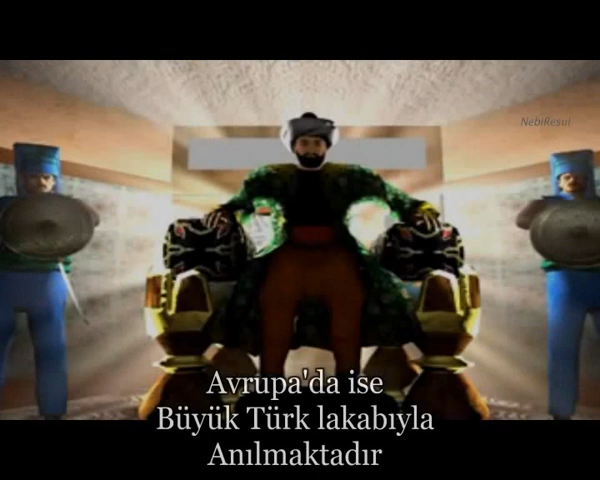 NebiResul
Avrupa'da ise
Büyük Türk lakabıyla
Anılmaktadır